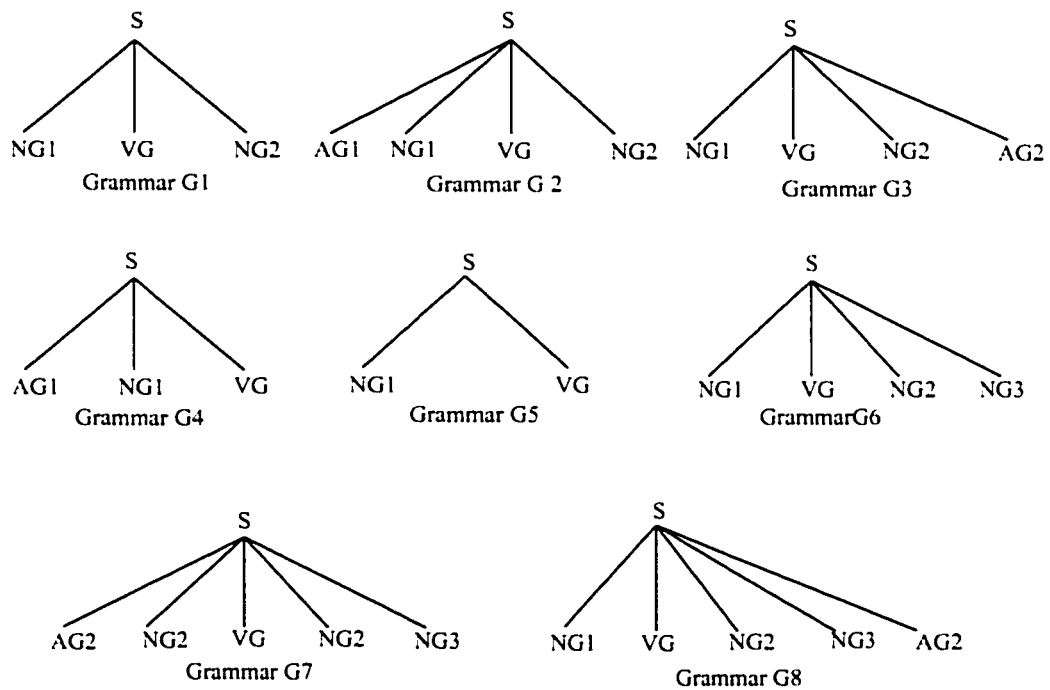 S S S
NG1 VG NG2 AG1 NG1 VG NG2 NG1 VG NG2 AG2
Grammar G1 Grammar G 2 Grammar G3
S S S
AG1 NG1 VG NG1 VG NG1 VG NG2 NG3
Grammar G4 Grammar G5 GrammarG6
S S
AG2 NG2 VG NG2 NG3 NG1 VG NG2 NG3 AG2
Grammar G7 Grammar G8